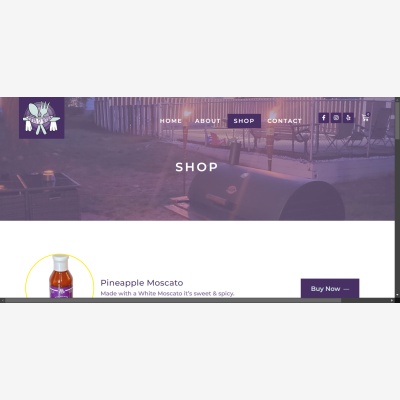 HOME ABOUT SHOP CONTACT
SHOP
Pineapple Moscato
Made with a White Moscato it's sweet & spicy.
Buy Now —